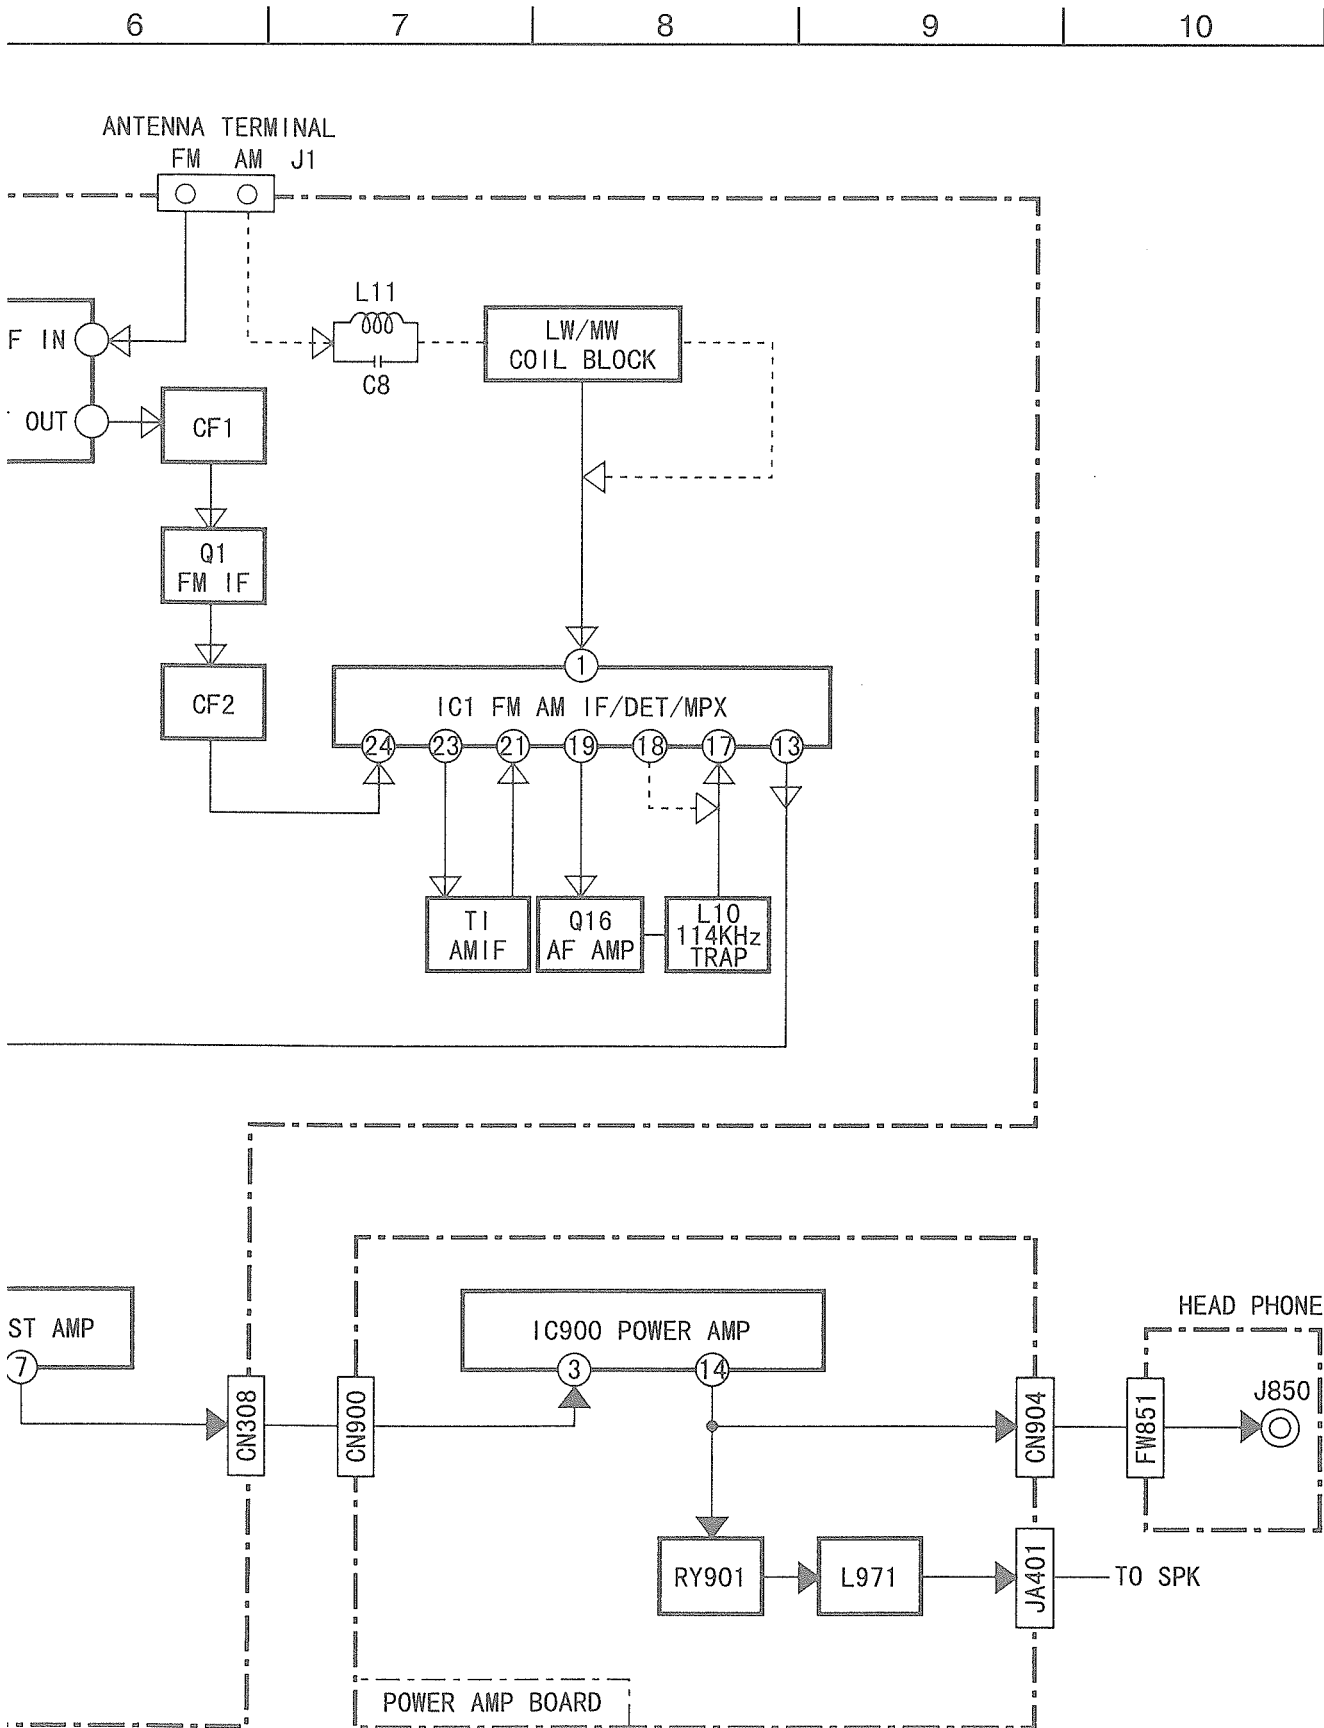 6 7 8 9 10
ANTENNA TERMINAL
FM AM J1
L11
C8
LW/MW
COIL BLOCK
F IN
OUT
CF1
Q1
FM IF
CF2
1
IC1 FM AM IF/DET/MPX
24 23 21 19 18 17 13
TI
AMIF
Q16
AF AMP
L10
114KHz
TRAP
ST AMP
7
CN308
CN900
IC900 POWER AMP
3 14
CN904
HEAD PHONE
FW851
J850
RY901
L971
JA401
TO SPK
POWER AMP BOARD